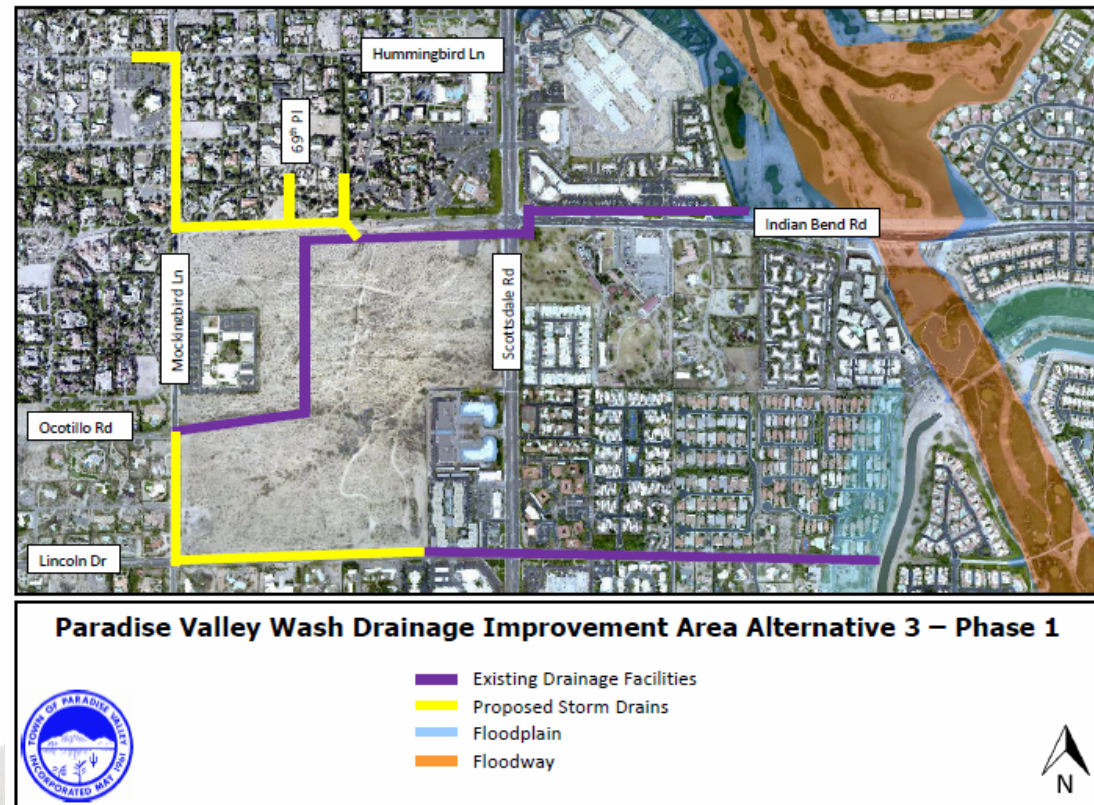 Hummingbird Ln
69th Pl
Indian Bend Rd
Mockingbird Ln
Scottsdale Rd
Ocotillo Rd
Lincoln Dr
Paradise Valley Wash Drainage Improvement Area Alternative 3 – Phase 1
Existing Drainage Facilities
Proposed Storm Drains
Floodplain
Floodway
TOWN OF PARADISE VALLEY
INCORPORATED MAY 1961
N